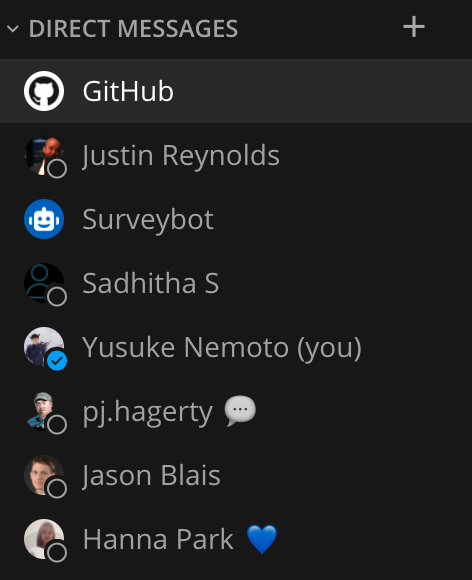 DIRECT MESSAGES
GitHub
Justin Reynolds
Surveybot
Sadhitha S
Yusuke Nemoto (you)
pj.hagerty 💬
Jason Blais
Hanna Park 💙